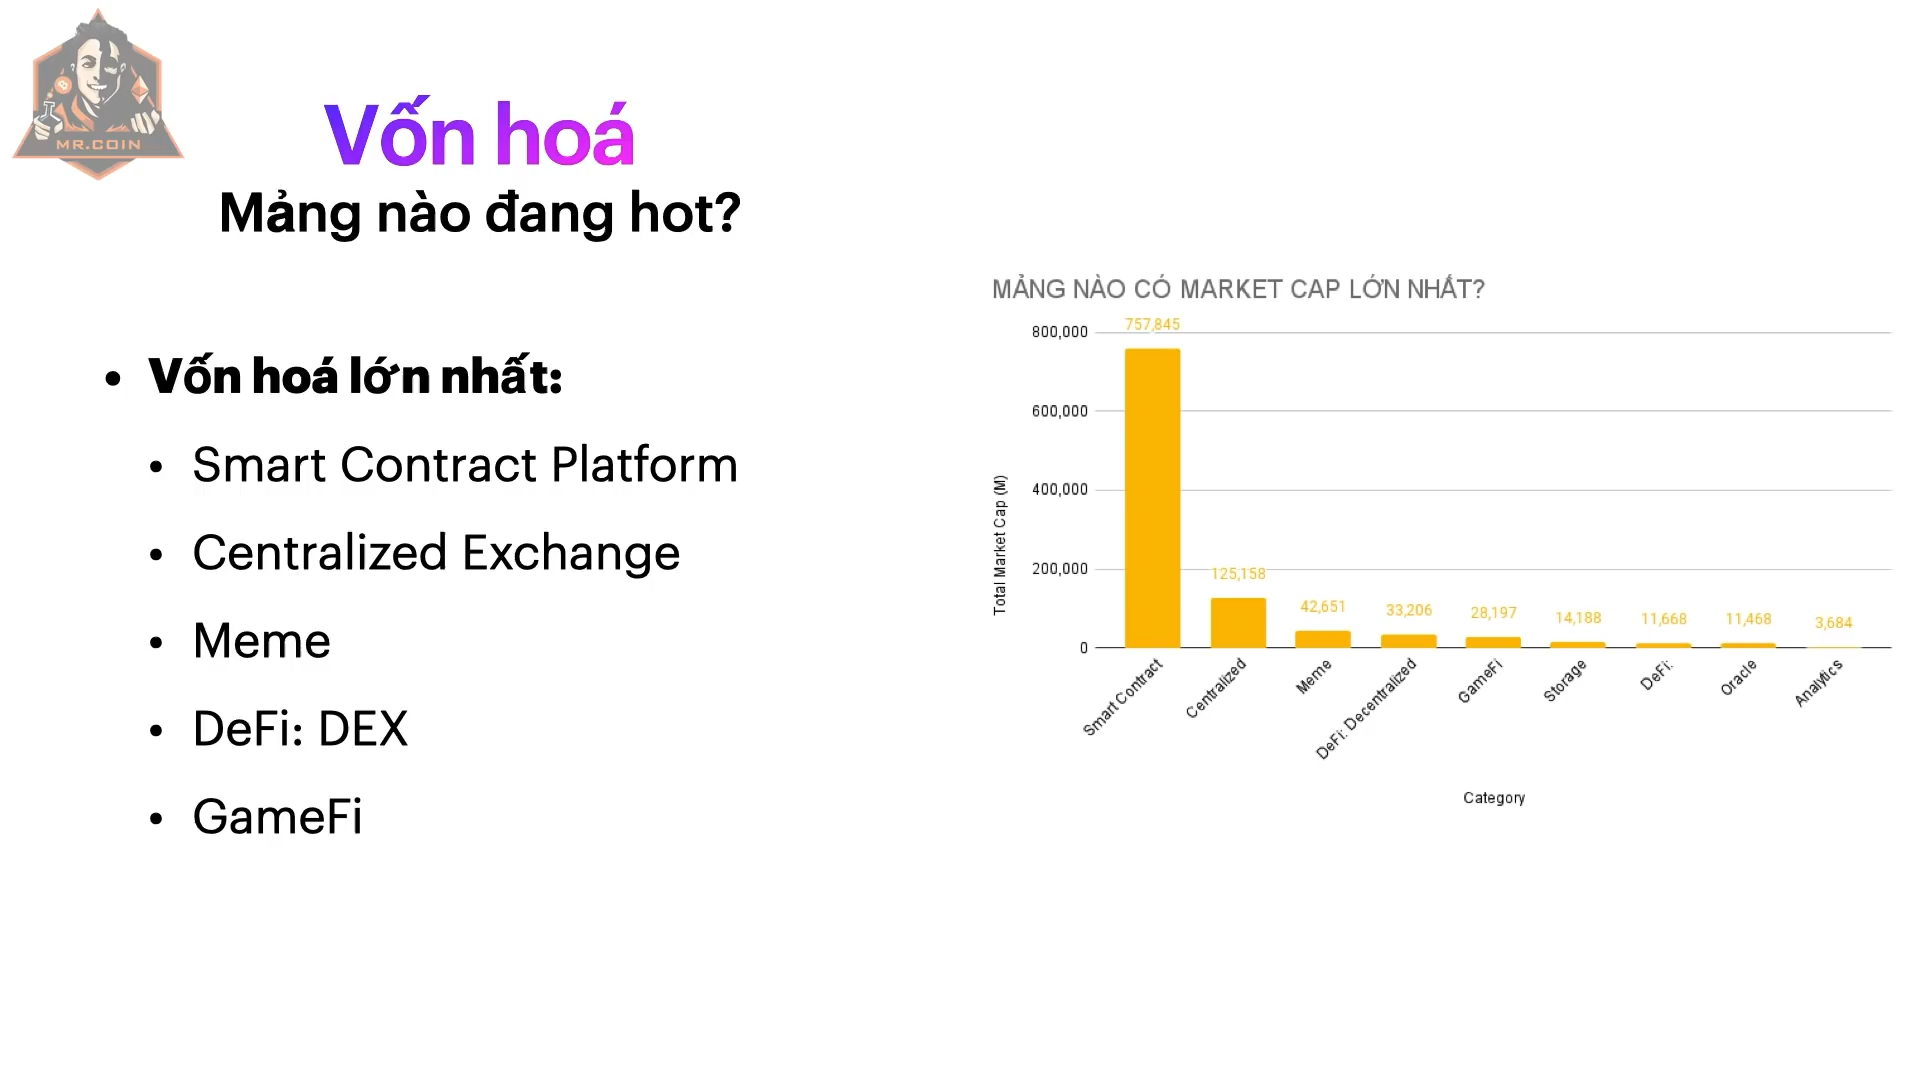 MR.COIN
Vốn hoá
Mảng nào đang hot?
• Vốn hoá lớn nhất:
• Smart Contract Platform
• Centralized Exchange
• Meme
• DeFi: DEX
• GameFi
MẢNG NÀO CÓ MARKET CAP LỚN NHẤT?
Total Market Cap (M)
800,000
600,000
400,000
200,000
0
757,845
125,158
42,651
33,206
28,197
14,188
11,668
11,468
3,684
Smart Contract
Centralized
Meme
DeFi: Decentralized
GameFi
Storage
DeFi:
Oracle
Analytics
Category